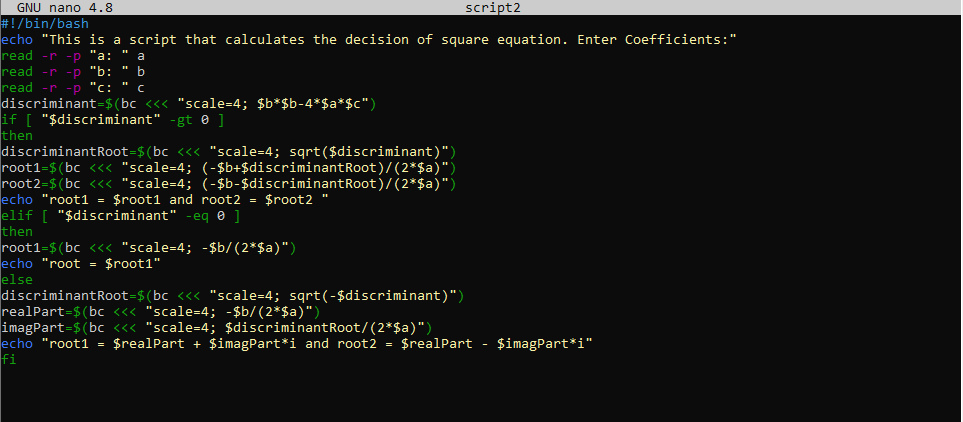 GNU nano 4.8 script2
#!/bin/bash
echo "This is a script that calculates the decision of square equation. Enter Coefficients:"
read -r -p "a: " a
read -r -p "b: " b
read -r -p "c: " c
discriminant=$(bc <<< "scale=4; $b*$b-4*$a*$c")
if [ "$discriminant" -gt 0 ]
then
discriminantRoot=$(bc <<< "scale=4; sqrt($discriminant)")
root1=$(bc <<< "scale=4; (-$b+$discriminantRoot)/(2*$a)")
root2=$(bc <<< "scale=4; (-$b-$discriminantRoot)/(2*$a)")
echo "root1 = $root1 and root2 = $root2 "
elif [ "$discriminant" -eq 0 ]
then
root1=$(bc <<< "scale=4; -$b/(2*$a)")
echo "root = $root1"
else
discriminantRoot=$(bc <<< "scale=4; sqrt(-$discriminant)")
realPart=$(bc <<< "scale=4; -$b/(2*$a)")
imagPart=$(bc <<< "scale=4; $discriminantRoot/(2*$a)")
echo "root1 = $realPart + $imagPart*i and root2 = $realPart - $imagPart*i"
fi